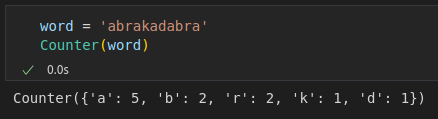 word = 'abrakadabra'
Counter(word)
✓ 0.0s
Counter({'a': 5, 'b': 2, 'r': 2, 'k': 1, 'd': 1})